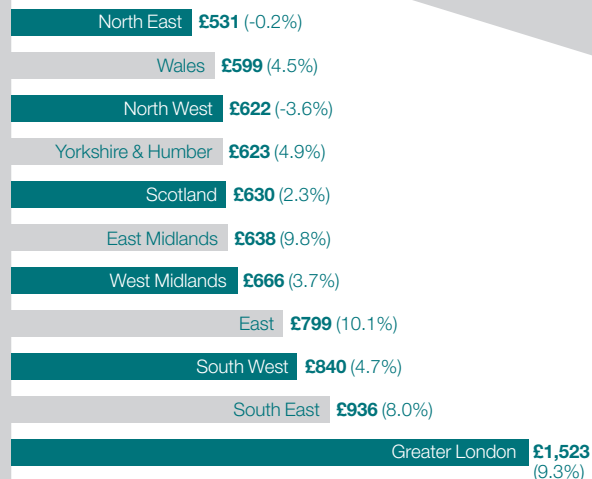 North East £531 (-0.2%)
Wales £599 (4.5%)
North West £622 (-3.6%)
Yorkshire & Humber £623 (4.9%)
Scotland £630 (2.3%)
East Midlands £638 (9.8%)
West Midlands £666 (3.7%)
East £799 (10.1%)
South West £840 (4.7%)
South East £936 (8.0%)
Greater London £1,523
(9.3%)